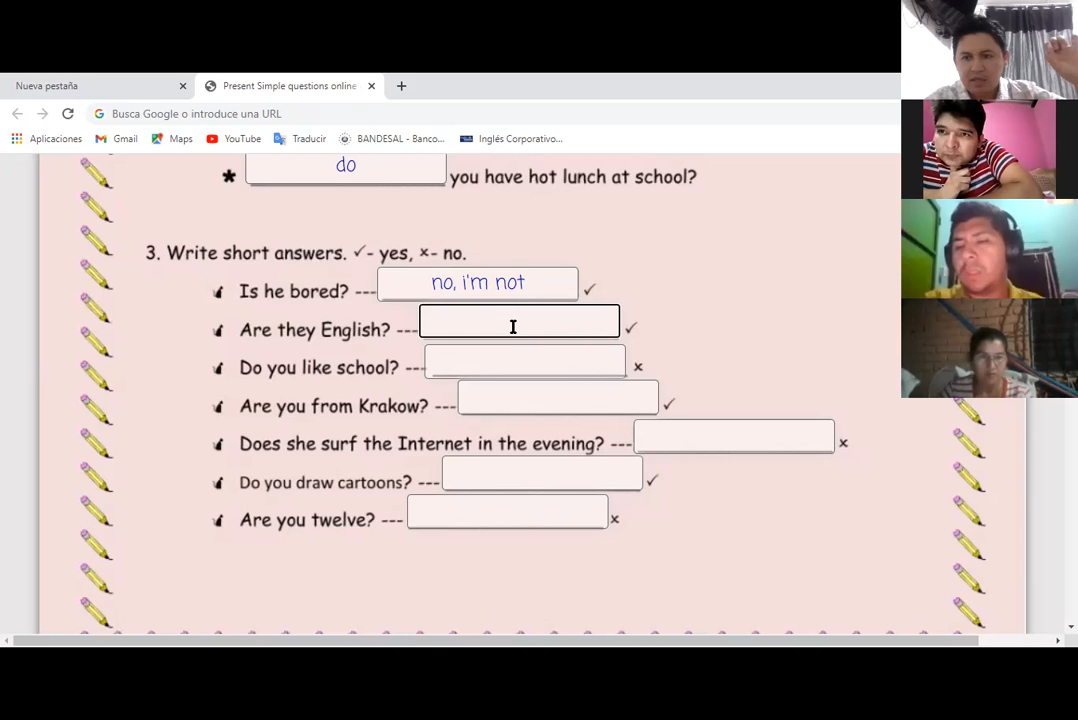 Nueva pestaña
Present Simple questions online
Busca Google o introduce una URL
Aplicaciones Gmail Maps YouTube Traducir BANDESAL - Banco... Inglés Corporativo...
* do you have hot lunch at school?
3. Write short answers. ✓- yes, ×- no.
Is he bored? --- no, i'm not ✓
Are they English? --- ✓
Do you like school? --- ×
Are you from Krakow? --- ✓
Does she surf the Internet in the evening? --- ×
Do you draw cartoons? --- ✓
Are you twelve? --- ×